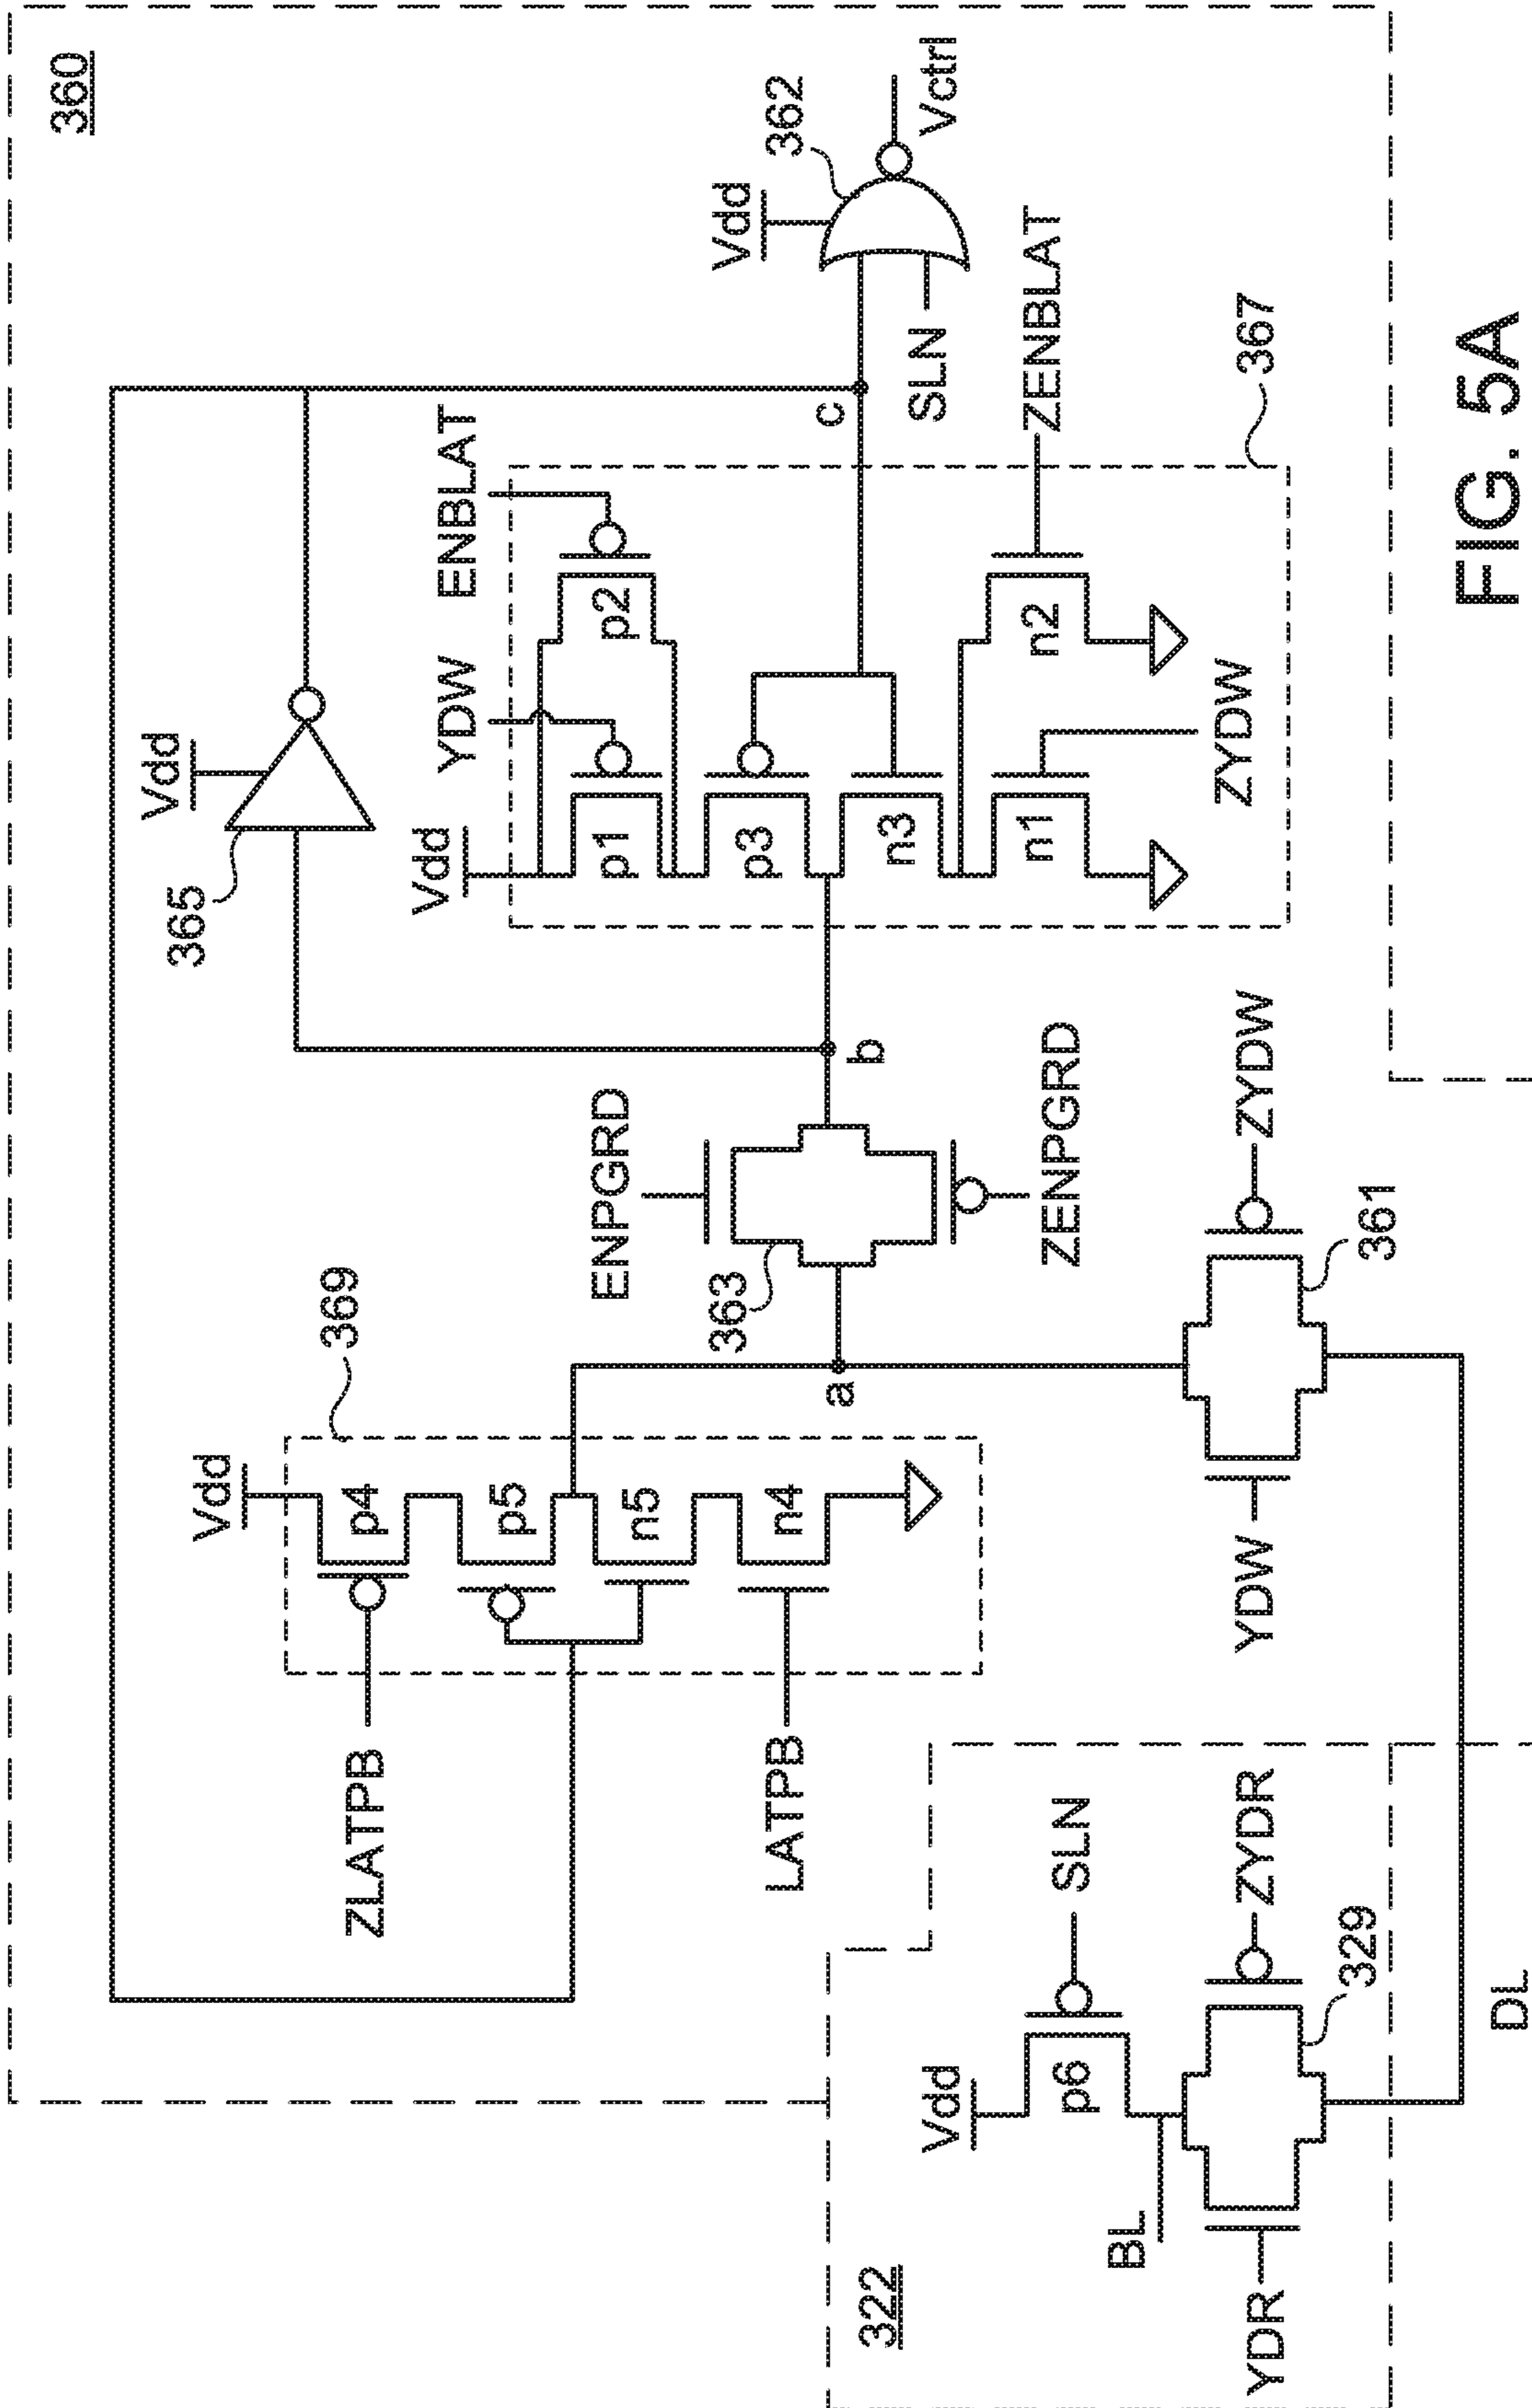 360
365
Vdd
Vdd
YDW
ENBLAT
p1
p2
p3
n3
n1
n2
c
Vdd
362
Vctrl
SLN
ZENBLAT
367
ZYDW
b
ENPGRD
363
ZENPGRD
369
Vdd
p4
p5
n5
n4
ZLATPB
LATPB
a
YDW
ZYDW
361
322
Vdd
p6
SLN
BL
YDR
ZYDR
329
DL
FIG. 5A